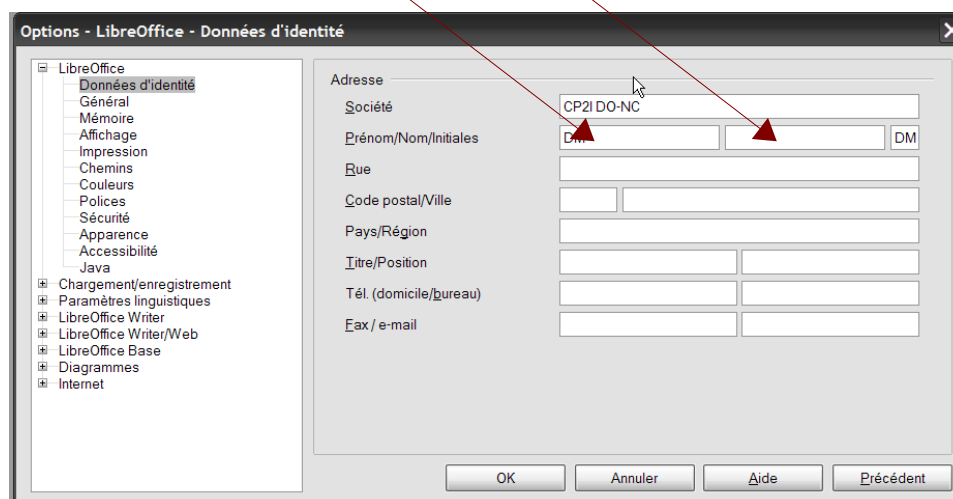 Options - LibreOffice - Données d'identité
LibreOffice
Données d'identité
Général
Mémoire
Affichage
Impression
Chemins
Couleurs
Polices
Sécurité
Apparence
Accessibilité
Java
Chargement/enregistrement
Paramètres linguistiques
LibreOffice Writer
LibreOffice Writer/Web
LibreOffice Base
Diagrammes
Internet
Adresse
Société CP2I DO-NC
Prénom/Nom/Initiales DM DM
Rue
Code postal/Ville
Pays/Région
Titre/Position
Tél. (domicile/bureau)
Fax / e-mail
OK Annuler Aide Précédent